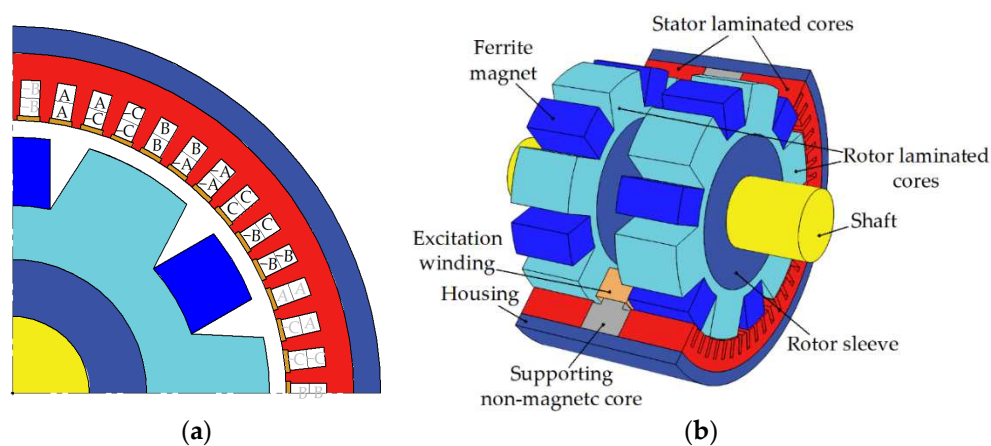 -B
-B
A
A
A
-C
-C
-C
B
B
B
-A
-A
-A
C
C
C
-B
-B -B
A A
-C A
-C -C
B B
(a)
Stator laminated cores
Ferrite
magnet
Rotor laminated
cores
Shaft
Excitation
winding
Housing
Rotor sleeve
Supporting
non-magnetc core
(b)